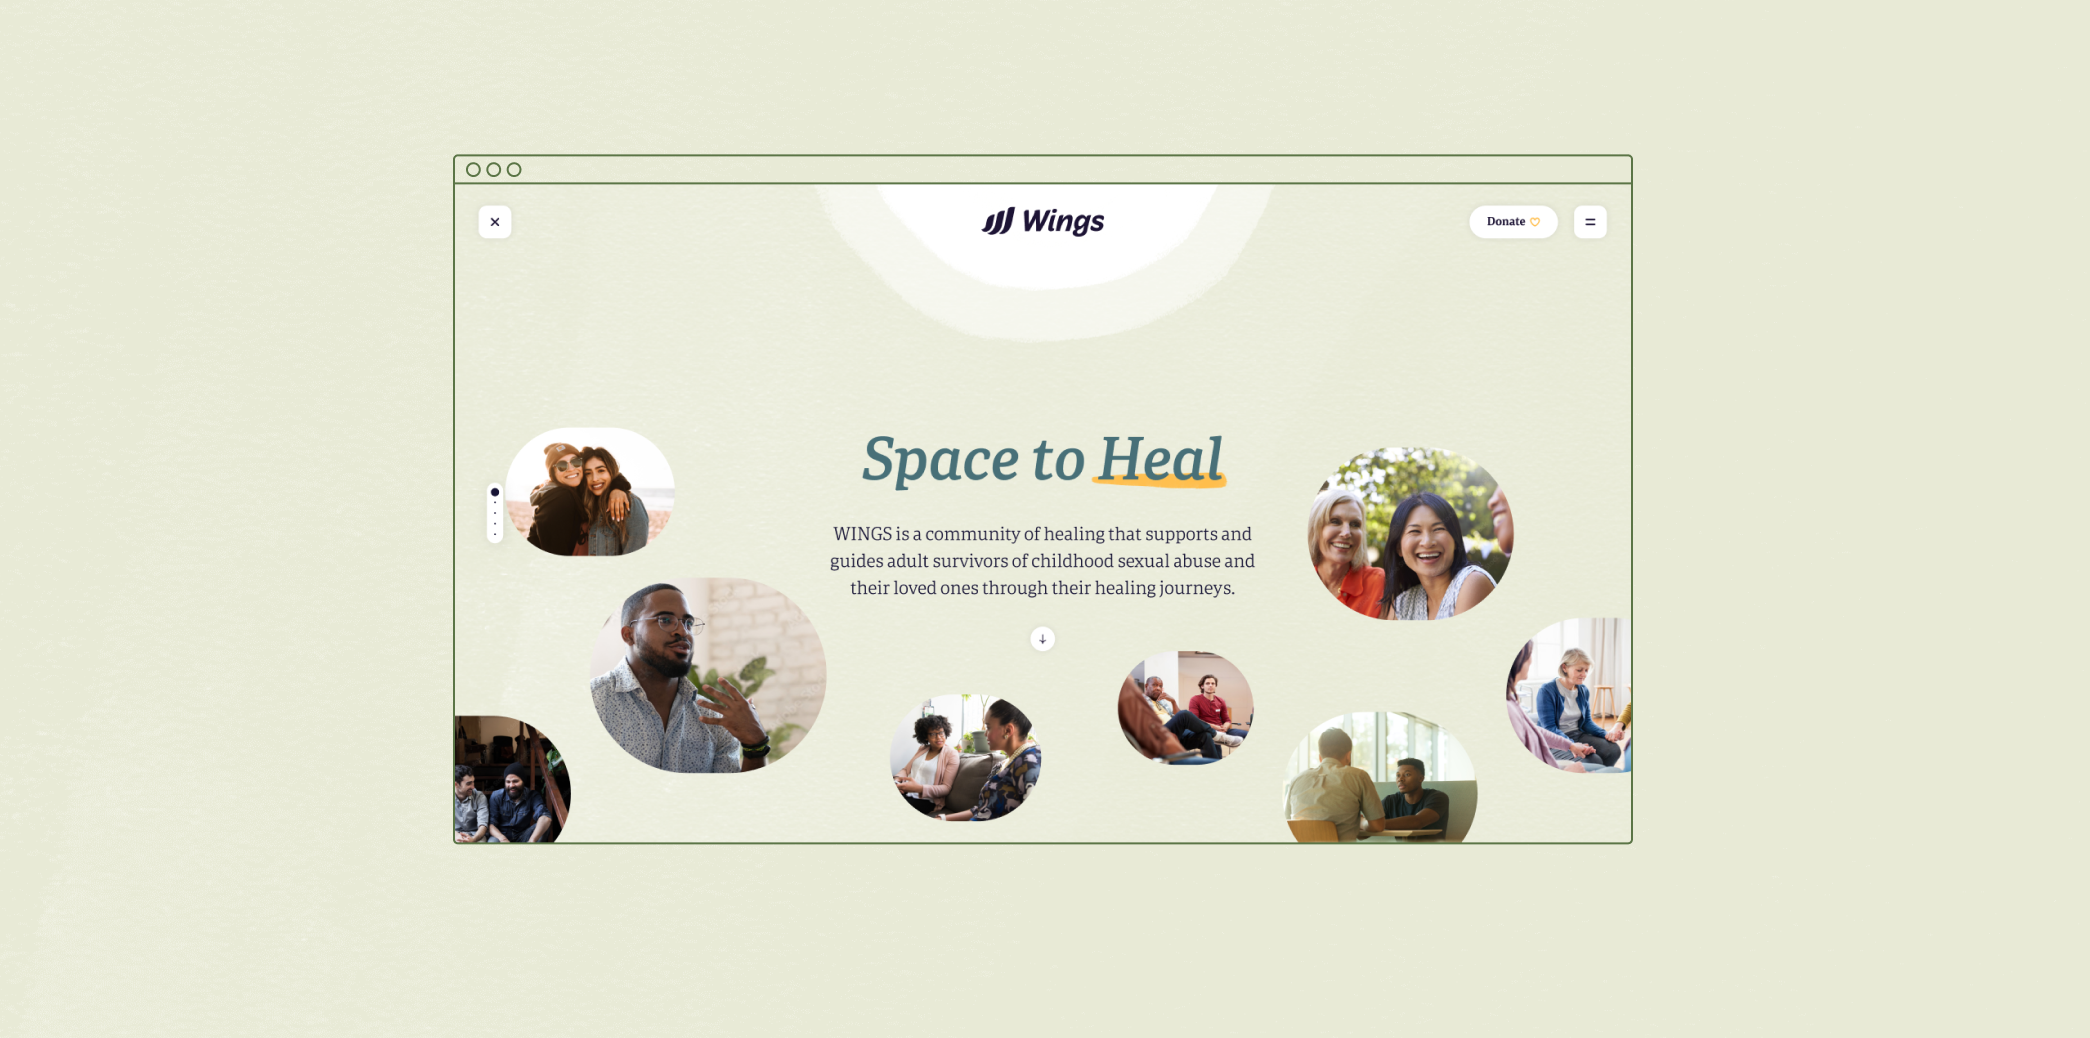 Wings
Donate
Space to Heal
WINGS is a community of healing that supports and
guides adult survivors of childhood sexual abuse and
their loved ones through their healing journeys.